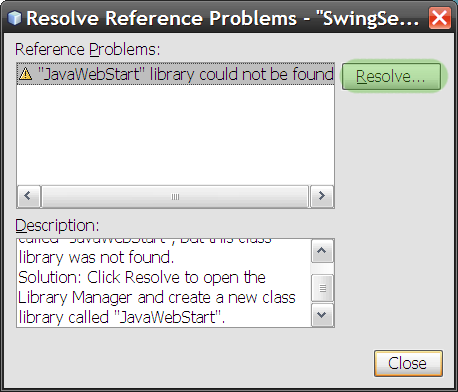 Resolve Reference Problems - "SwingSe...
Reference Problems:
"JavaWebStart" library could not be found
Resolve...
Description:
called "JavaWebStart", but this class
library was not found.
Solution: Click Resolve to open the
Library Manager and create a new class
library called "JavaWebStart".
Close